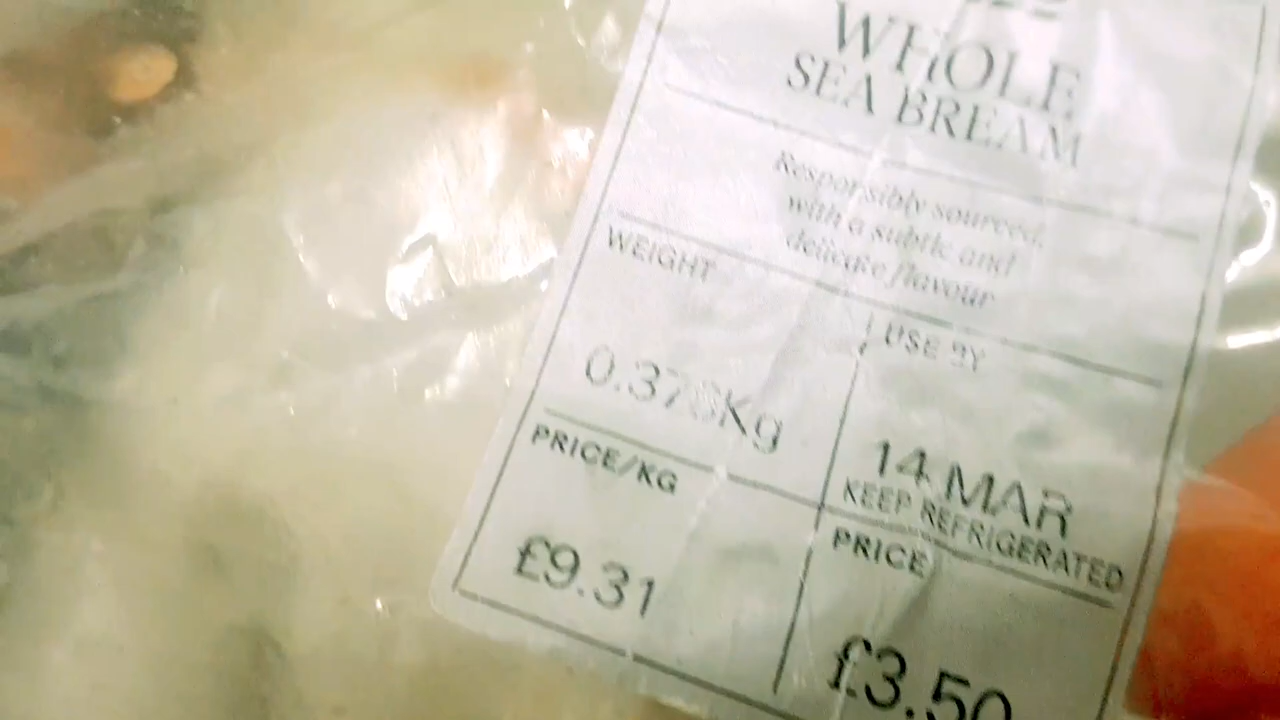 WHOLE
SEA BREAM
Responsibly sourced,
with a subtle and
delicate flavour
WEIGHT
0.376Kg
USE BY
14 MAR
KEEP REFRIGERATED
PRICE/KG
£9.31
PRICE
£3.50